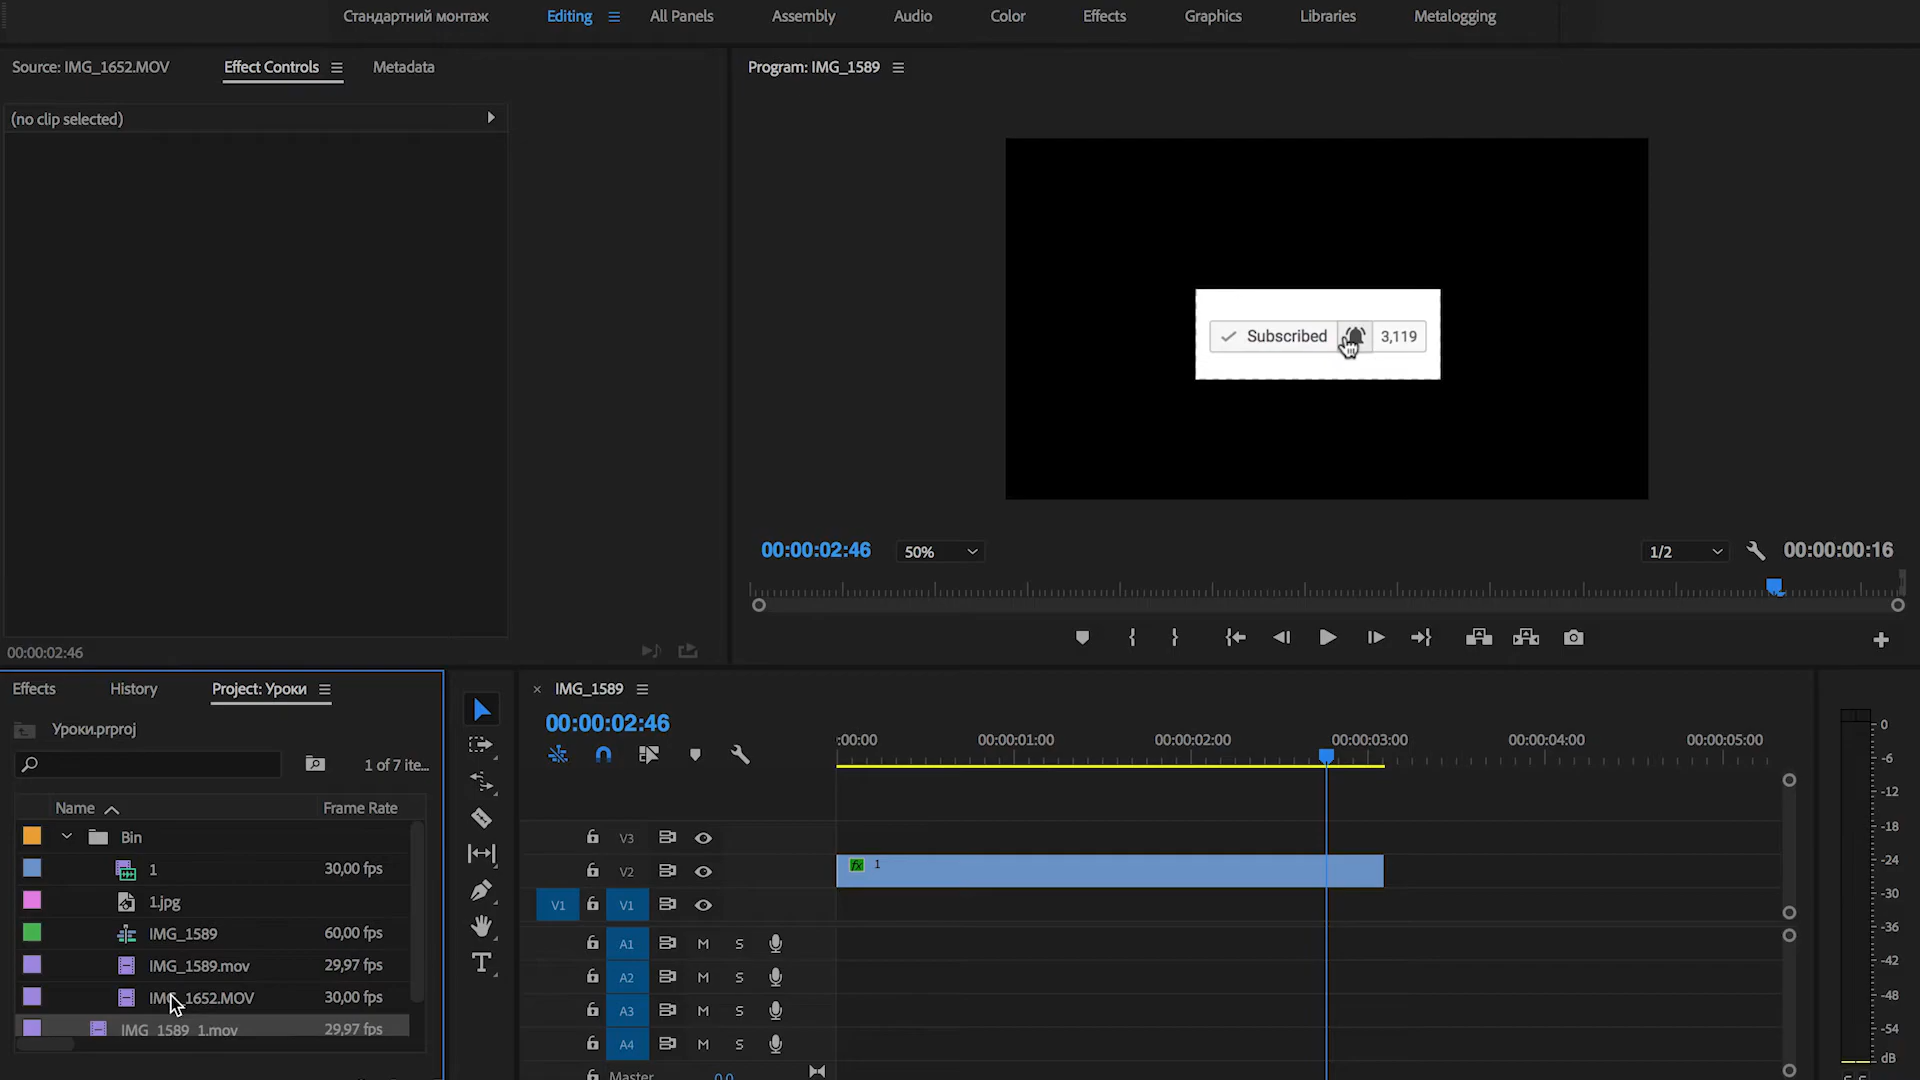 Стандартний монтаж Editing All Panels Assembly Audio Color Effects Graphics Libraries Metalogging
Source: IMG_1652.MOV Effect Controls Metadata
(no clip selected)
00:00:02:46
Program: IMG_1589
Subscribed 3,119
00:00:02:46 50% 1/2 00:00:00:16
Effects History Project: Уроки
Уроки.prproj
1 of 7 ite...
Name Frame Rate
Bin
1 30,00 fps
1.jpg
IMG_1589 60,00 fps
IMG_1589.mov 29,97 fps
IMG_1652.MOV 30,00 fps
IMG_1589_1.mov 29,97 fps
IMG_1589
00:00:02:46
:00:00 00:00:01:00 00:00:02:00 00:00:03:00 00:00:04:00 00:00:05:00
V3
V2 fx 1
V1 V1
A1 M S
A2 M S
A3 M S
A4 M S
Master 0,0
0
-6
-12
-18
-24
-30
-36
-42
-48
-54
dB
S S